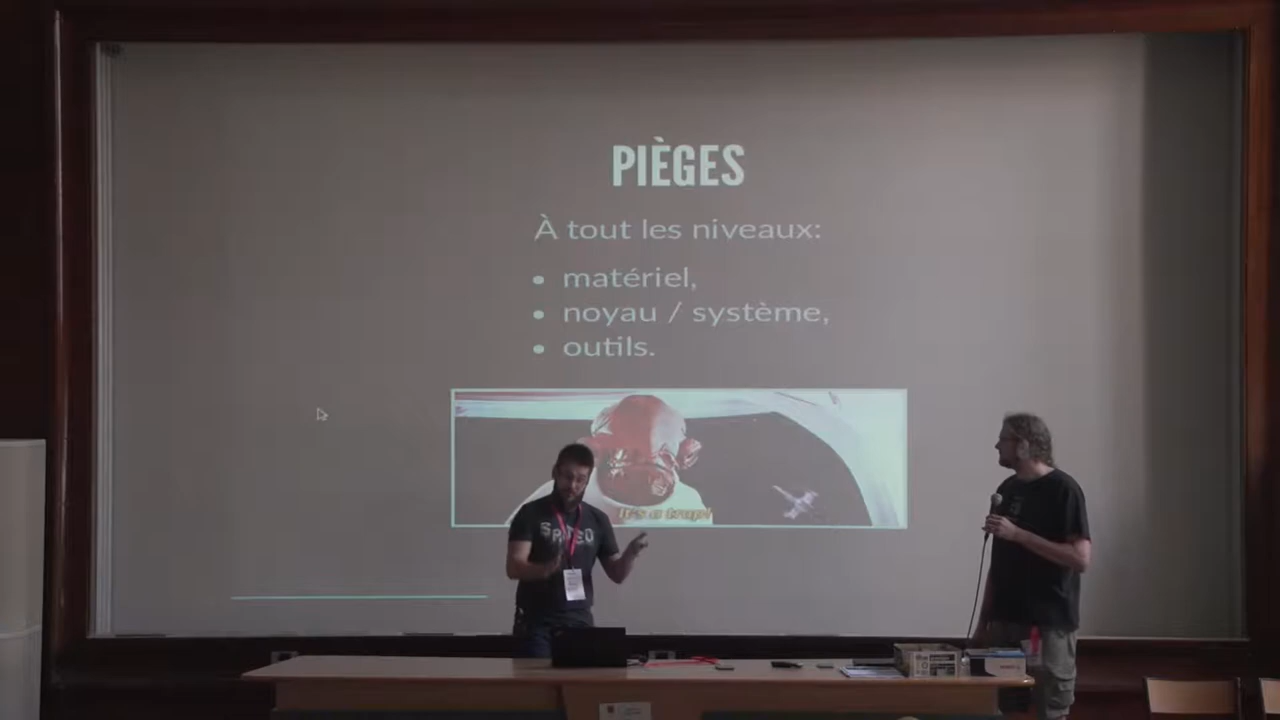 PIÈGES
À tout les niveaux:
• matériel,
• noyau / système,
• outils.
It's a trap!